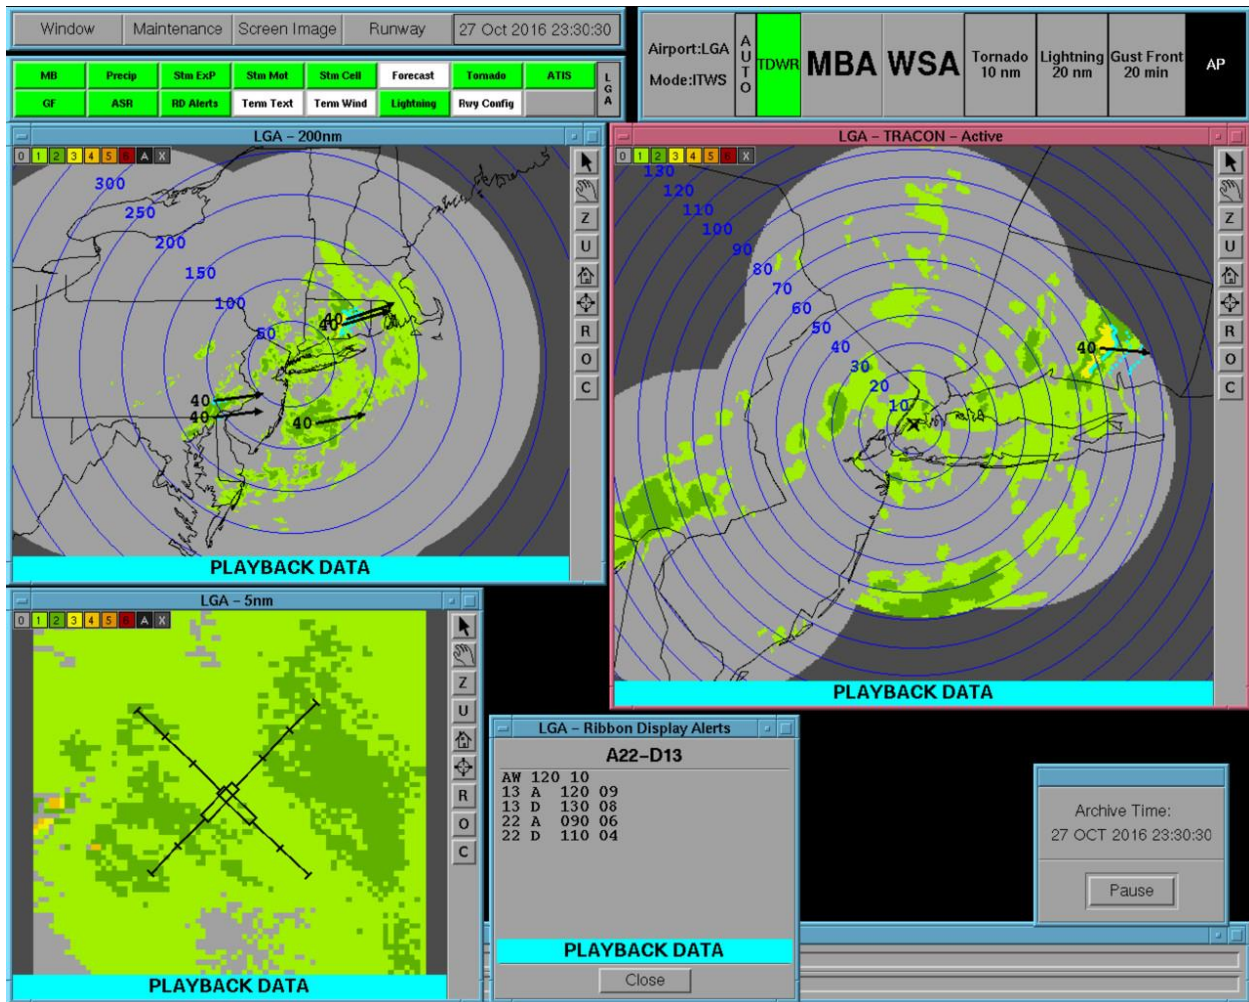 Window Maintenance Screen Image Runway 27 Oct 2016 23:30:30
MB Precip Stm ExP Stm Mot Stm Cell Forecast Tornado ATIS
GF ASR RD Alerts Term Text Term Wind Lightning Rwy Config
LGA
Airport:LGA
Mode:ITWS
AUTO
TDWR
MBA
WSA
Tornado
10 nm
Lightning
20 nm
Gust Front
20 min
AP
LGA - 200nm
0 1 2 3 4 5 6 A X
300
250
200
150
100
50
40
40
40
40
40
Z
U
R
O
C
PLAYBACK DATA
LGA - TRACON - Active
0 1 2 3 4 5 6 X
130
120
110
100
90
80
70
60
50
40
30
20
10
40
Z
U
R
O
C
PLAYBACK DATA
LGA - 5nm
0 1 2 3 4 5 6 A X
Z
U
R
O
C
PLAYBACK DATA
LGA - Ribbon Display Alerts
A22-D13
AW 120 10
13 A 120 09
13 D 130 08
22 A 090 06
22 D 110 04
PLAYBACK DATA
Close
Archive Time:
27 OCT 2016 23:30:30
Pause